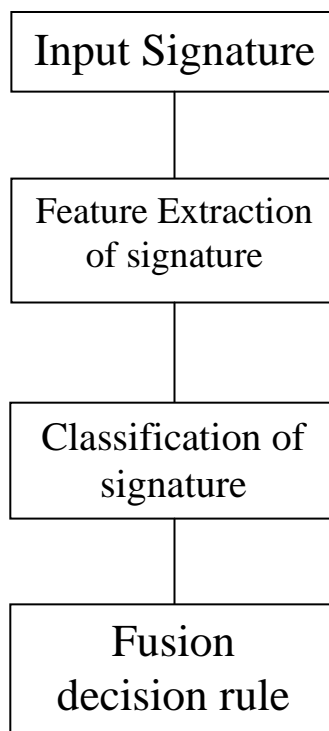 Input Signature
Feature Extraction
of signature
Classification of
signature
Fusion
decision rule